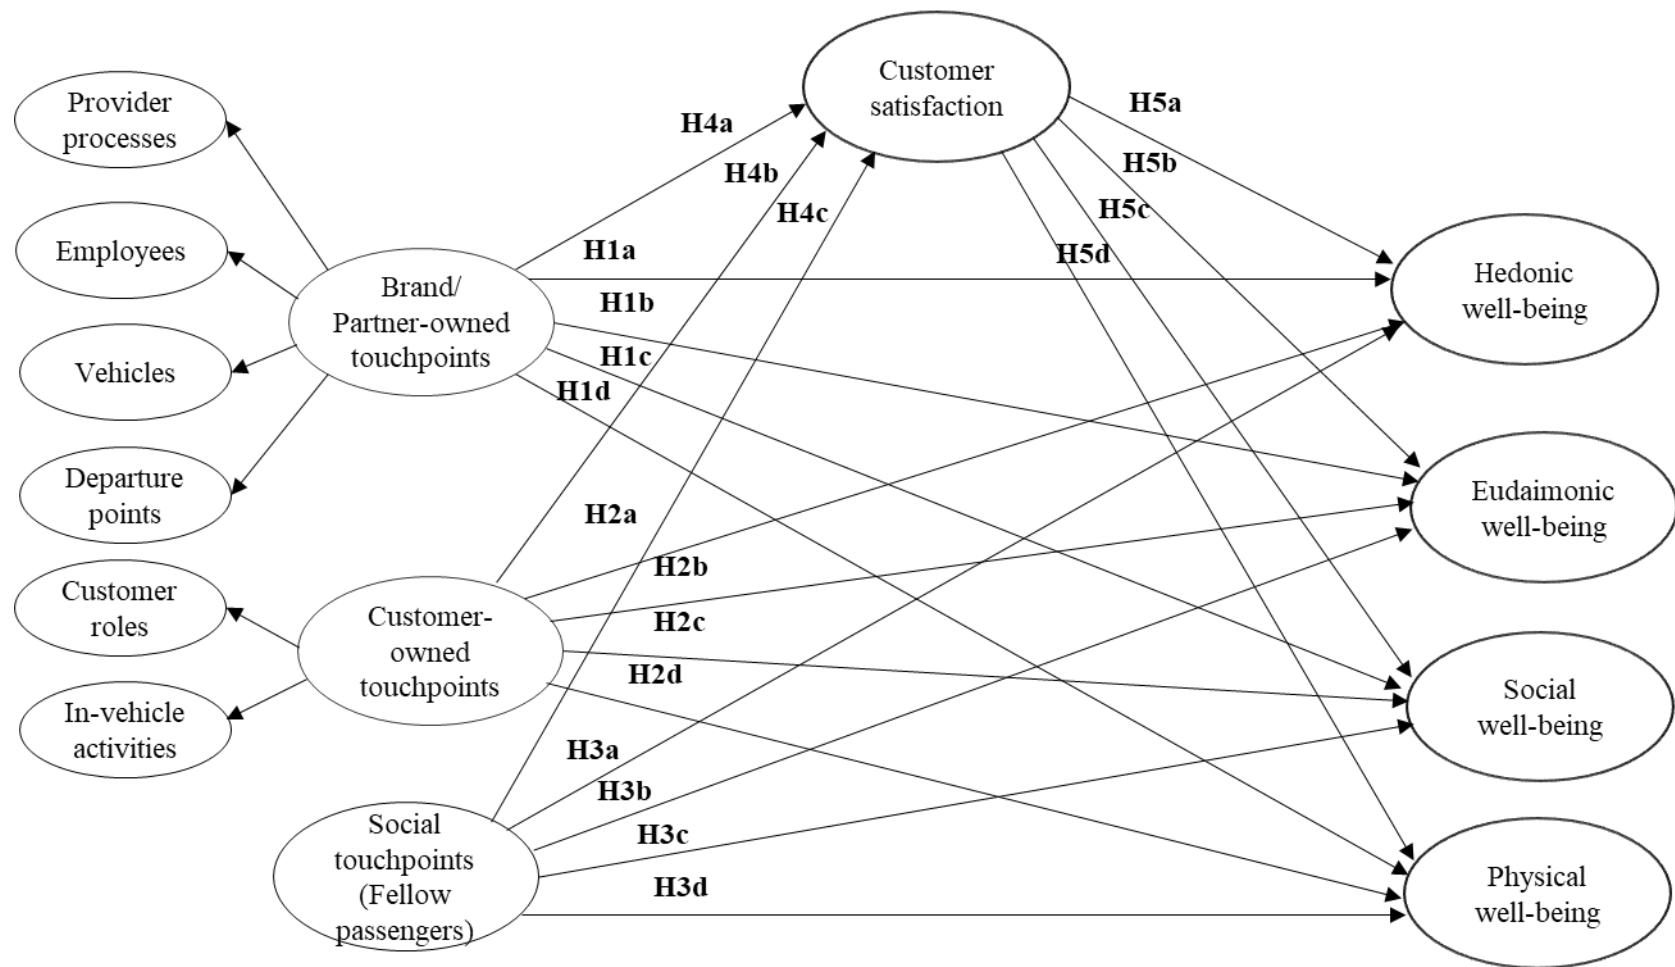 Customer
satisfaction
Provider
processes
Employees
Vehicles
Departure
points
Customer
roles
In-vehicle
activities
Brand/
Partner-owned
touchpoints
Customer-
owned
touchpoints
Social
touchpoints
(Fellow
passengers)
H4a
H4b
H4c
H1a
H1b
H1c
H1d
H2a
H2b
H2c
H2d
H3a
H3b
H3c
H3d
H5a
H5b
H5c
H5d
Hedonic
well-being
Eudaimonic
well-being
Social
well-being
Physical
well-being